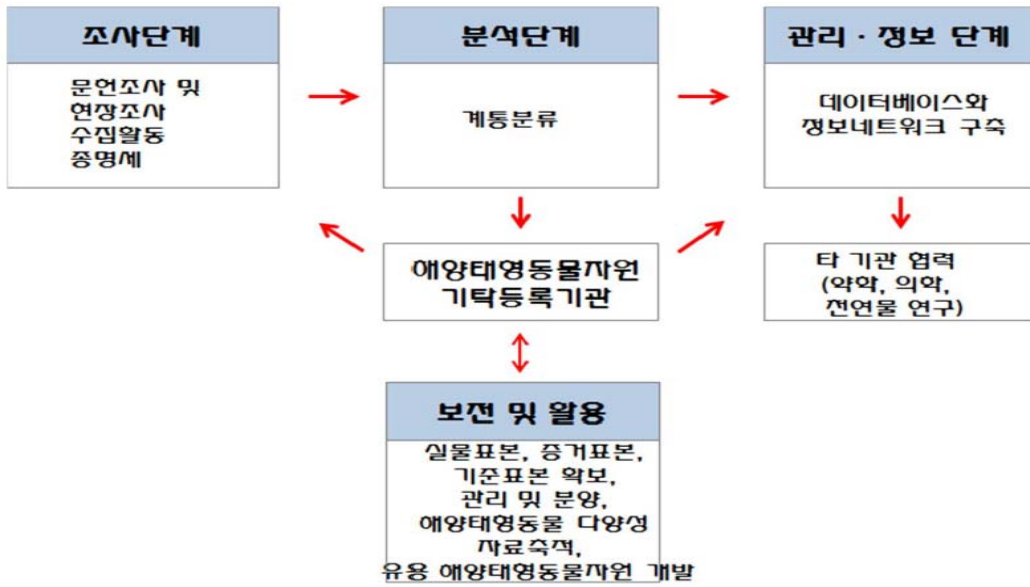 조사단계
문헌조사 및
현장조사
수집활동
종명세
분석단계
계통분류
관리 · 정보 단계
데이터베이스화
정보네트워크 구축
해양태형동물자원
기탁등록기관
타 기관 협력
(약학, 의학,
천연물 연구)
보전 및 활용
실물표본, 증거표본,
기준표본 확보,
관리 및 분양,
해양태형동물 다양성
자료축적,
유용 해양태형동물자원 개발